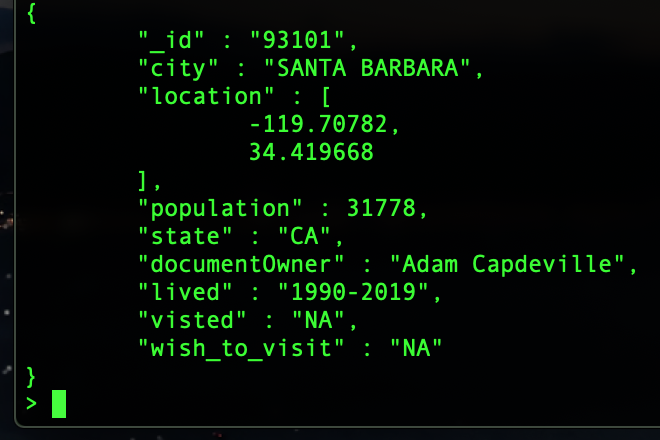 {
"_id" : "93101",
"city" : "SANTA BARBARA",
"location" : [
-119.70782,
34.419668
],
"population" : 31778,
"state" : "CA",
"documentOwner" : "Adam Capdeville",
"lived" : "1990-2019",
"visted" : "NA",
"wish_to_visit" : "NA"
}
>